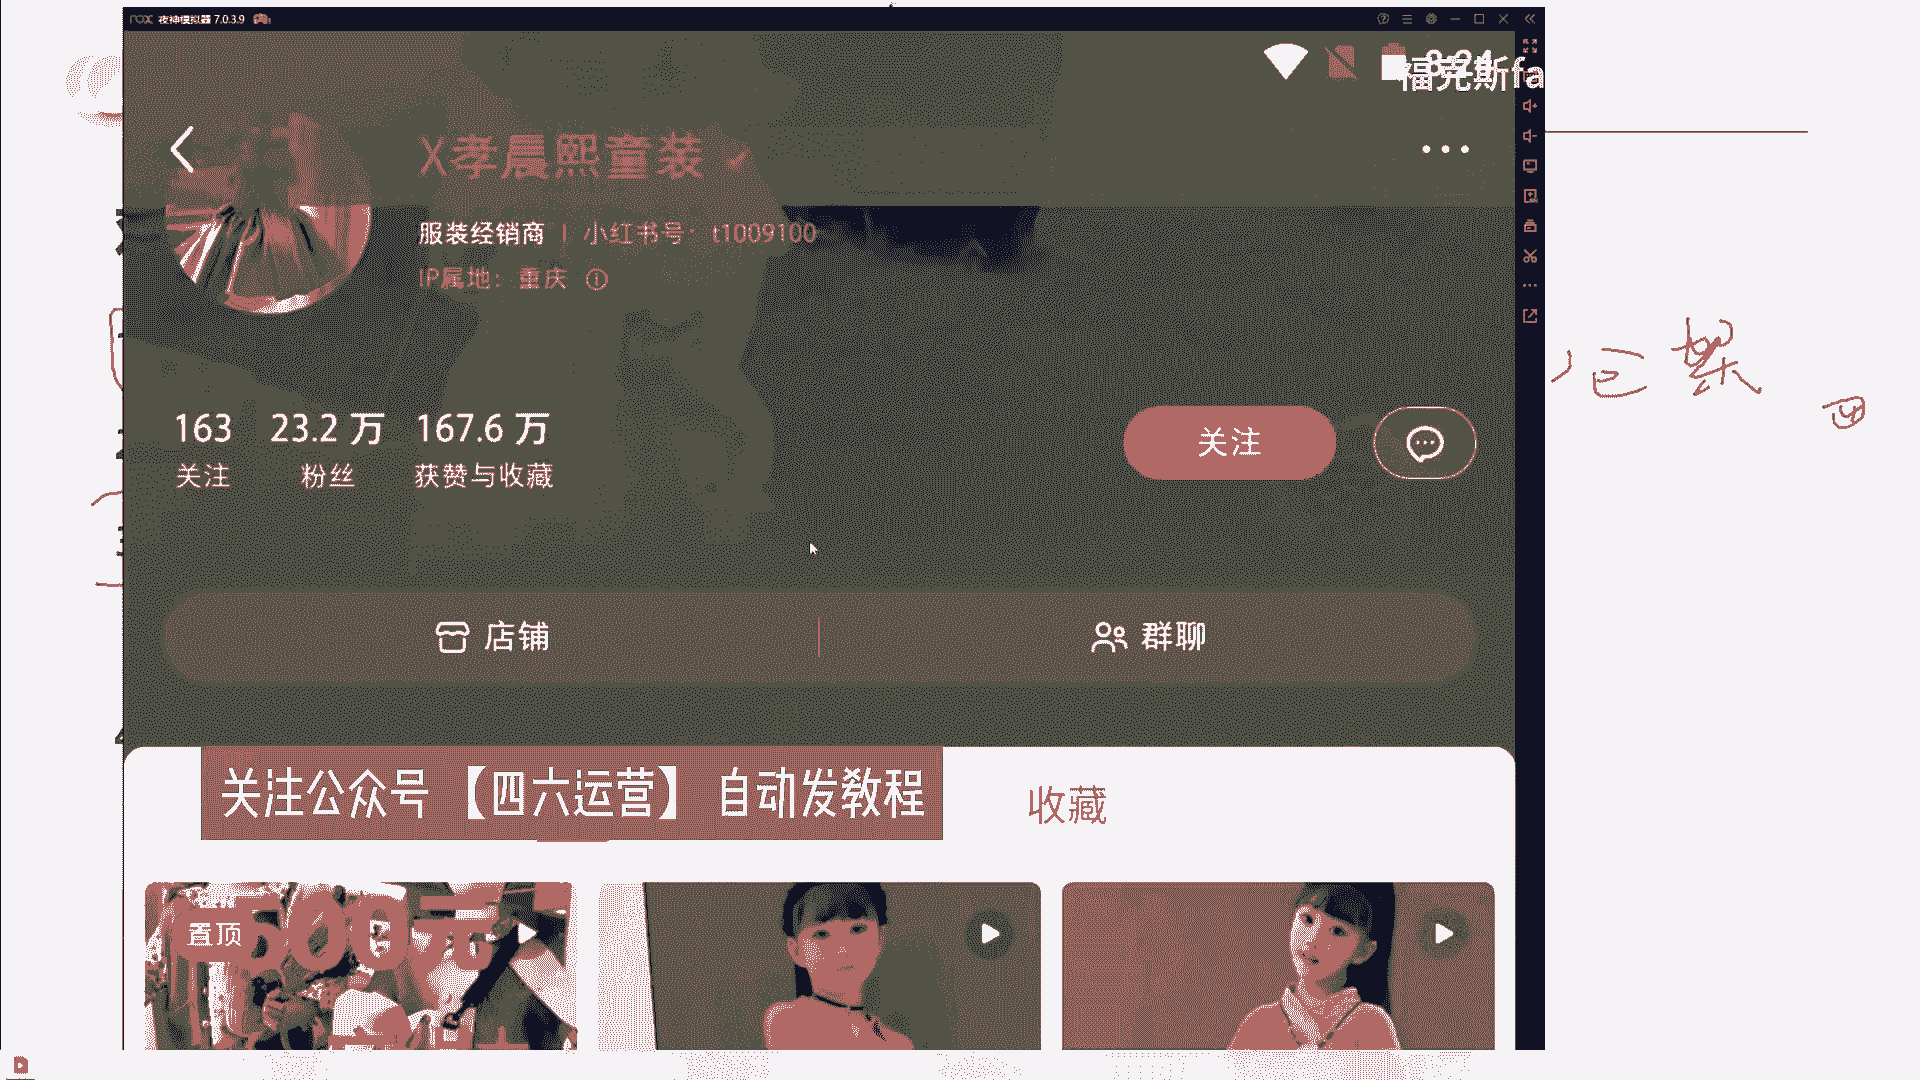 nox 夜神模拟器 7.0.3.9
福克斯fa
X孝晨熙童装
服装经销商 | 小红书号: t1009100
IP属地：重庆
163 23.2 万 167.6 万
关注 粉丝 获赞与收藏
关注
店铺 群聊
关注公众号 【四六运营】 自动发教程
收藏
置顶
500元